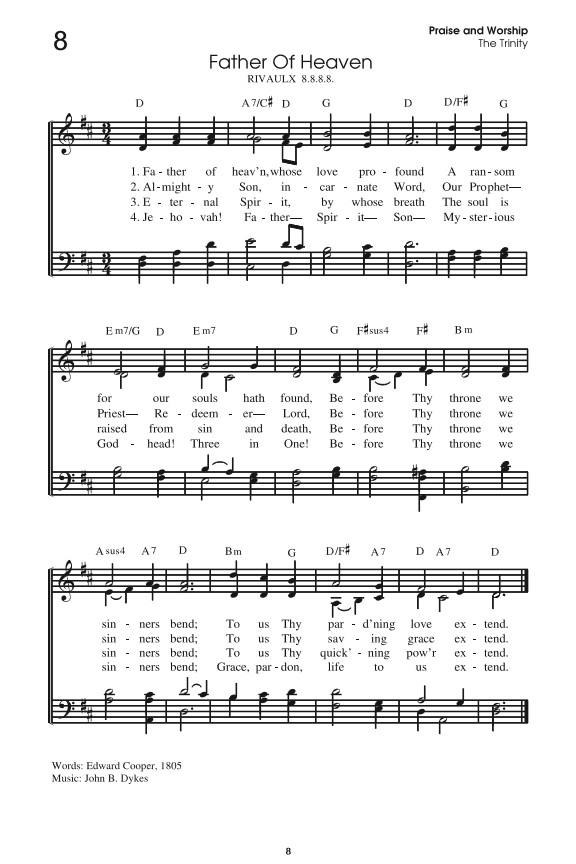 8
Praise and Worship
The Trinity
Father Of Heaven
RIVAULX 8.8.8.8.
D A7/C♯ D G D D/F♯ G
1. Fa - ther of heav'n, whose love pro - found A ran - som
2. Al - might - y Son, in - car - nate Word, Our Prophet—
3. E - ter - nal Spir - it, by whose breath The soul is
4. Je - ho - vah! Fa - ther— Spir - it— Son— My - ster - ious
Em7/G D Em7 D G F♯sus4 F♯ Bm
for our souls hath found, Be - fore Thy throne we
Priest— Re - deem - er— Lord, Be - fore Thy throne we
raised from sin and death, Be - fore Thy throne we
God - head! Three in One! Be - fore Thy throne we
Asus4 A7 D Bm G D/F♯ A7 D A7 D
sin - ners bend; To us Thy par - d'ning love ex - tend.
sin - ners bend; To us Thy sav - ing grace ex - tend.
sin - ners bend; To us Thy quick' - ning pow'r ex - tend.
sin - ners bend; Grace, par - don, life to us ex - tend.
Words: Edward Cooper, 1805
Music: John B. Dykes
8